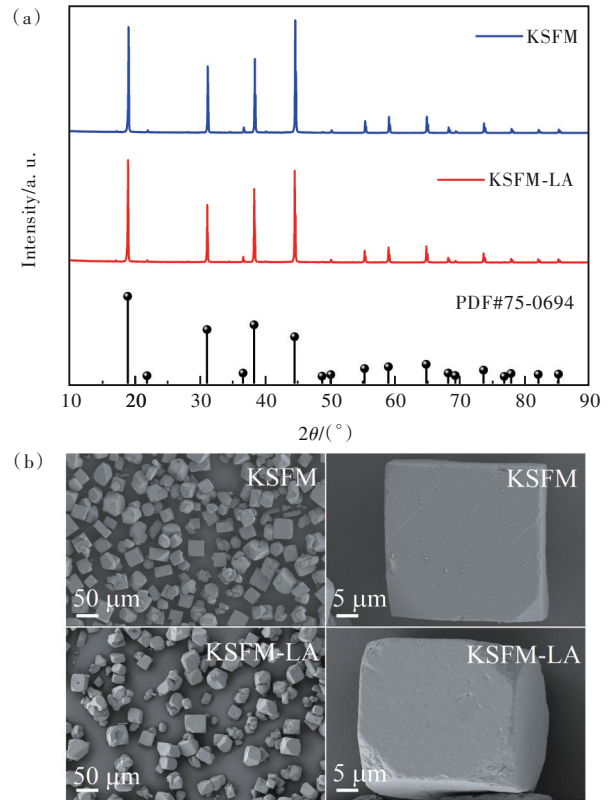 (a)
KSFM
KSFM-LA
PDF#75-0694
Intensity/a. u.
10 20 30 40 50 60 70 80 90
2θ/(°)
(b)
KSFM
50 μm
KSFM
5 μm
KSFM-LA
50 μm
KSFM-LA
5 μm